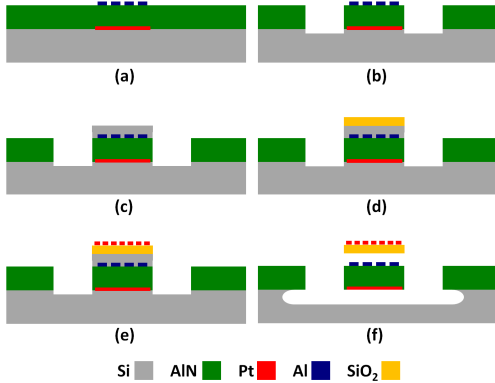 (a)
(b)
(c)
(d)
(e)
(f)
Si AlN Pt Al SiO₂